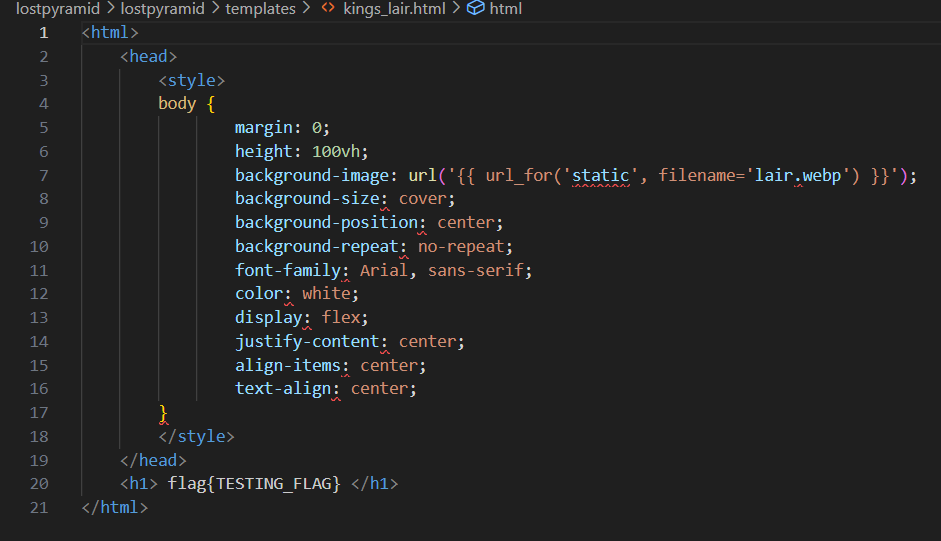 lostpyramid > lostpyramid > templates > <> kings_lair.html > html
1 <html>
2 <head>
3 <style>
4 body {
5 margin: 0;
6 height: 100vh;
7 background-image: url('{{ url_for('static', filename='lair.webp') }}');
8 background-size: cover;
9 background-position: center;
10 background-repeat: no-repeat;
11 font-family: Arial, sans-serif;
12 color: white;
13 display: flex;
14 justify-content: center;
15 align-items: center;
16 text-align: center;
17 }
18 </style>
19 </head>
20 <h1> flag{TESTING_FLAG} </h1>
21 </html>